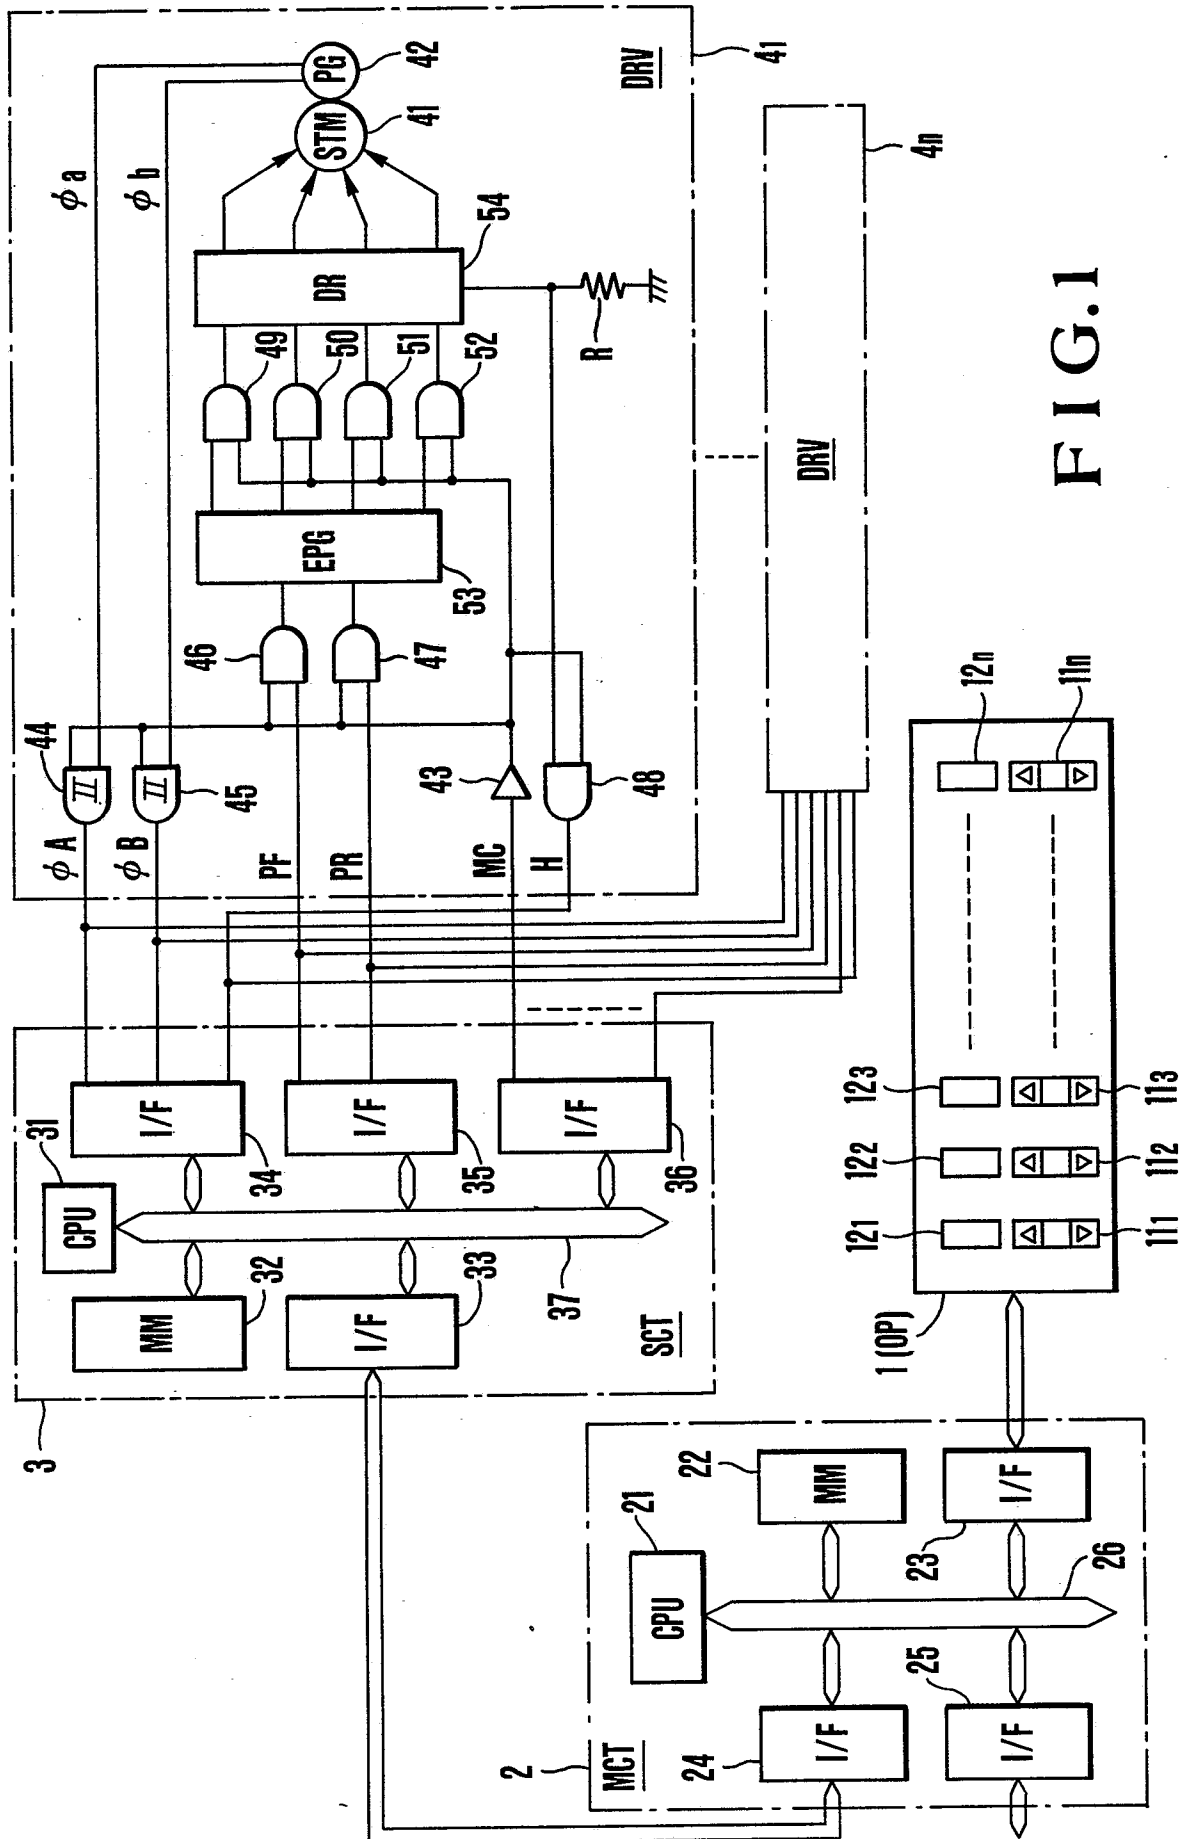 3
31
CPU
MM
32
I/F
33
I/F
34
I/F
35
I/F
36
37
SCT
φA
φB
PF
PR
MC
H
44
II
45
II
46
47
43
48
EPG
53
49
50
51
52
DR
54
R
STM
41
PG
42
φa
φb
DRV
41
DRV
4n
2
MCT
21
CPU
22
MM
I/F
23
24
I/F
25
I/F
26
1(OP)
121
122
123
12n
111
112
113
11n
FIG.1